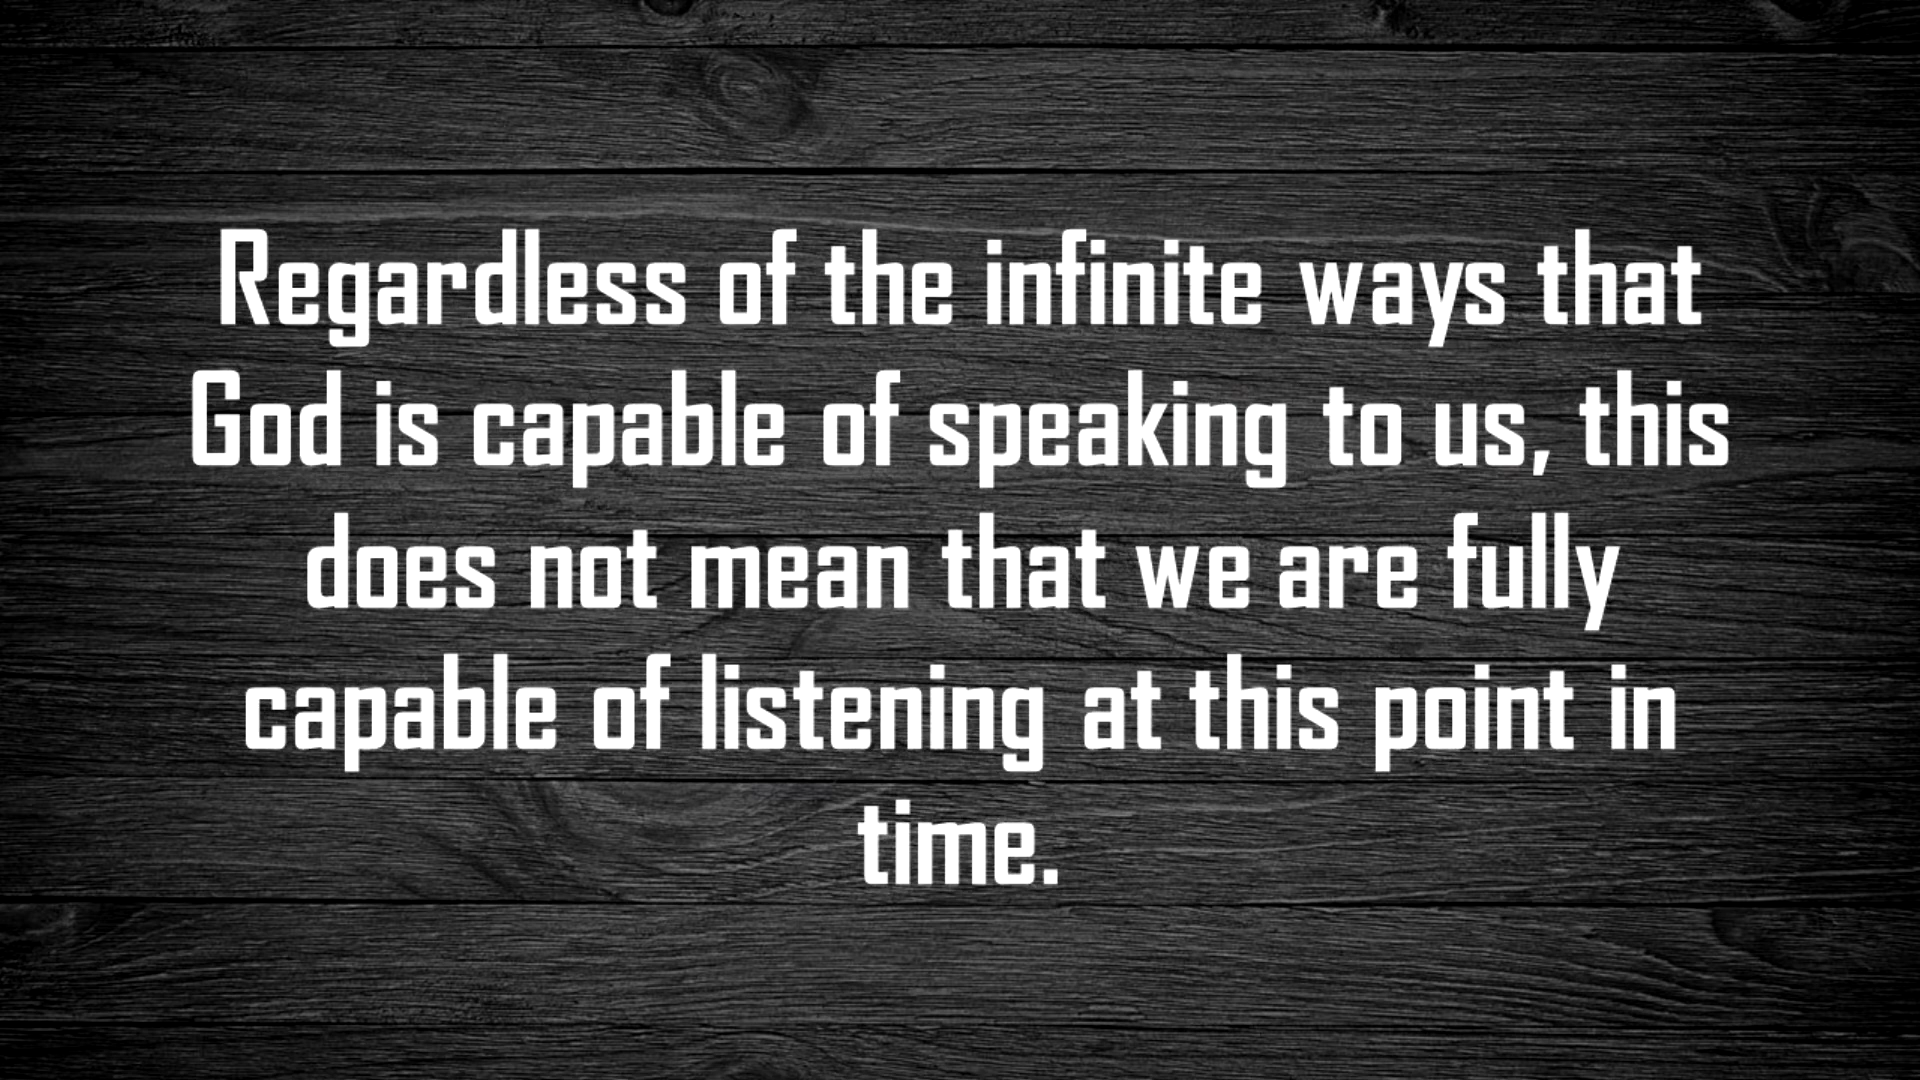 Regardless of the infinite ways that
God is capable of speaking to us, this
does not mean that we are fully
capable of listening at this point in
time.